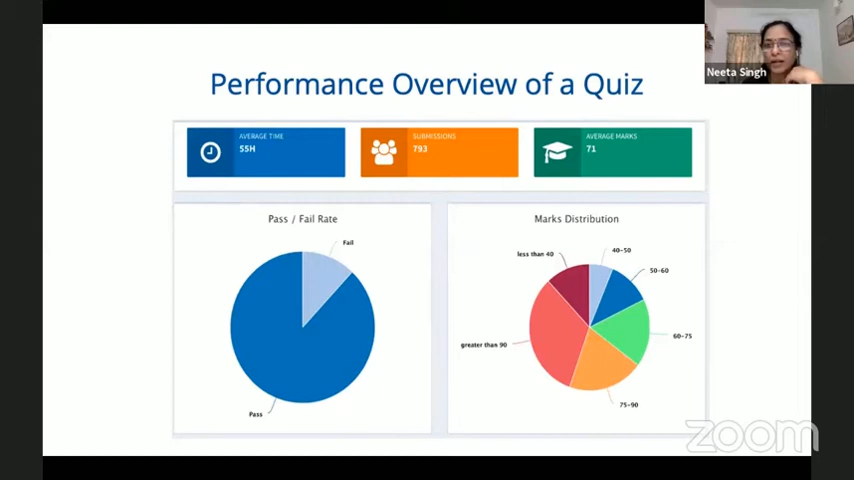 Neeta Singh
Performance Overview of a Quiz
AVERAGE TIME
55H
SUBMISSIONS
793
AVERAGE MARKS
71
Pass / Fail Rate
Fail
Pass
Marks Distribution
less than 40
40-50
50-60
60-75
75-90
greater than 90
zoom